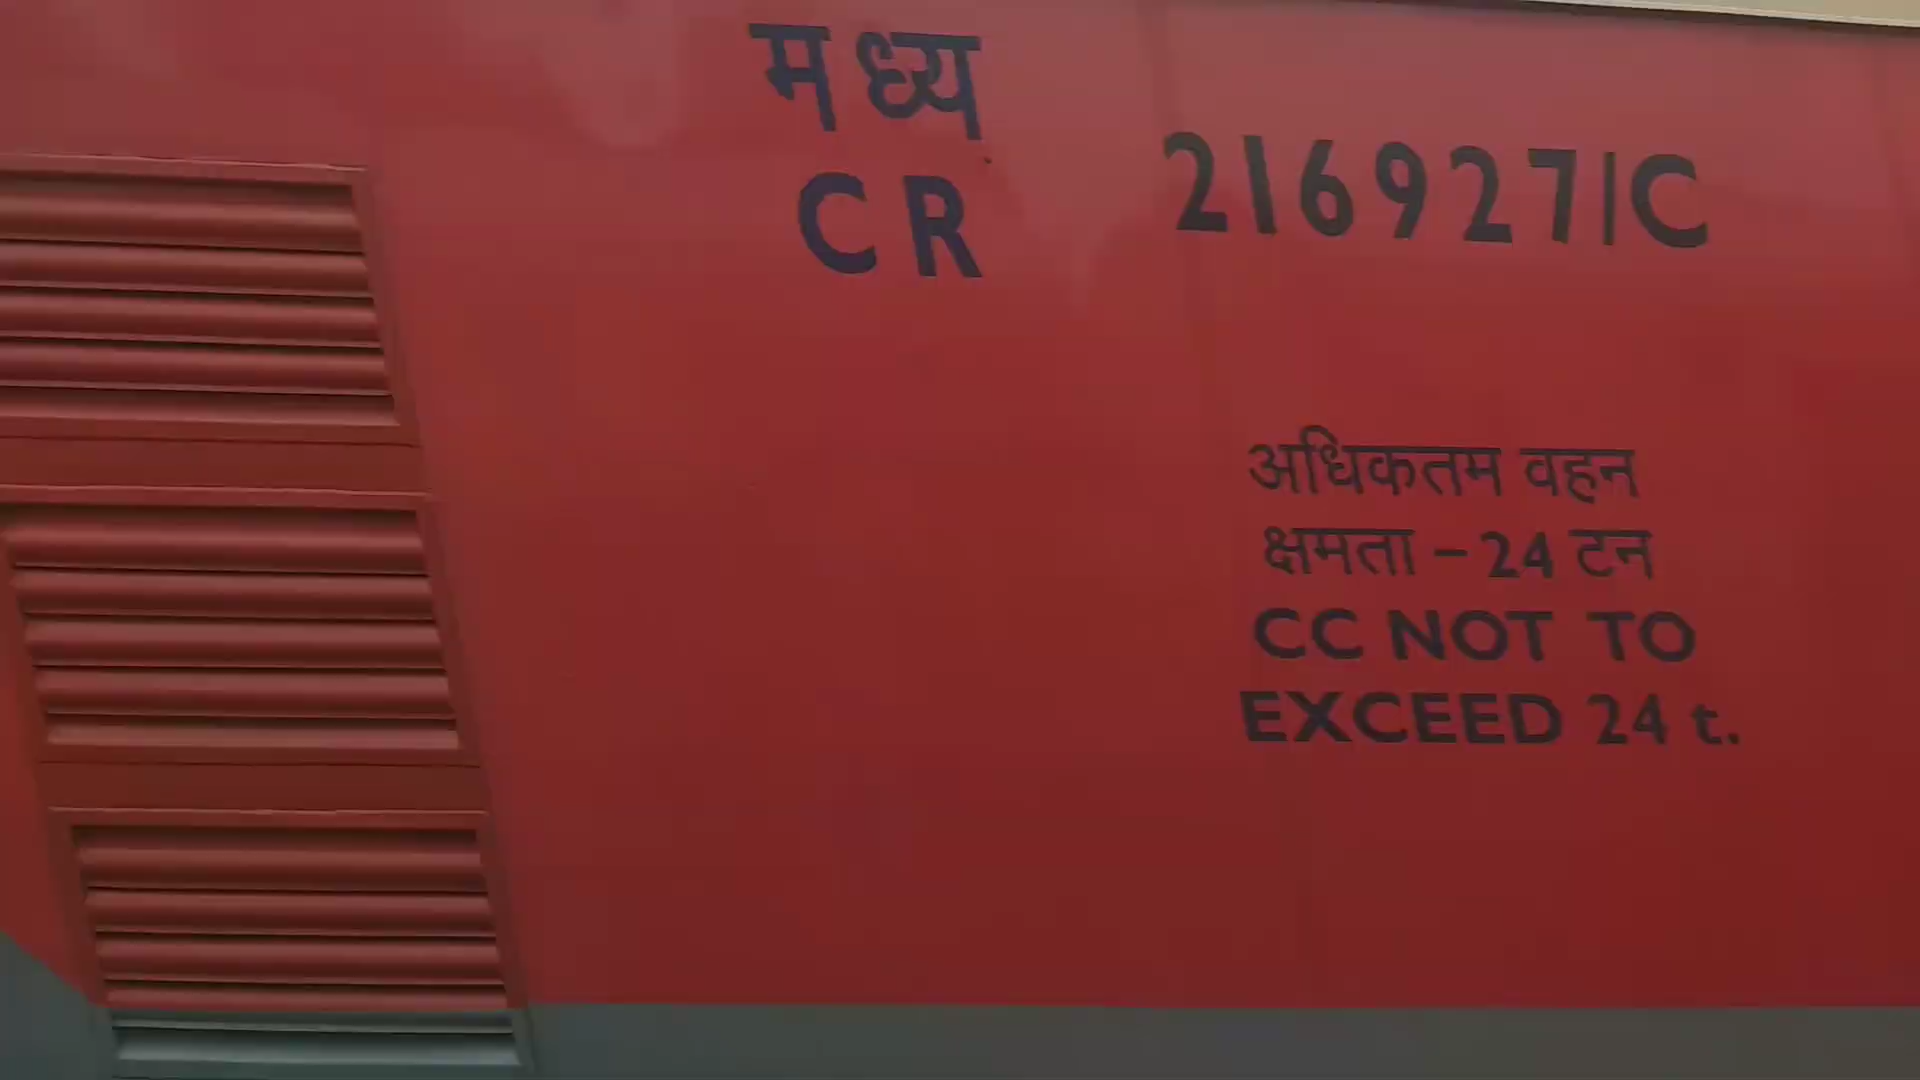 मध्य
CR
216927/C
अधिकतम वहन
क्षमता - 24 टन
CC NOT TO
EXCEED 24 t.